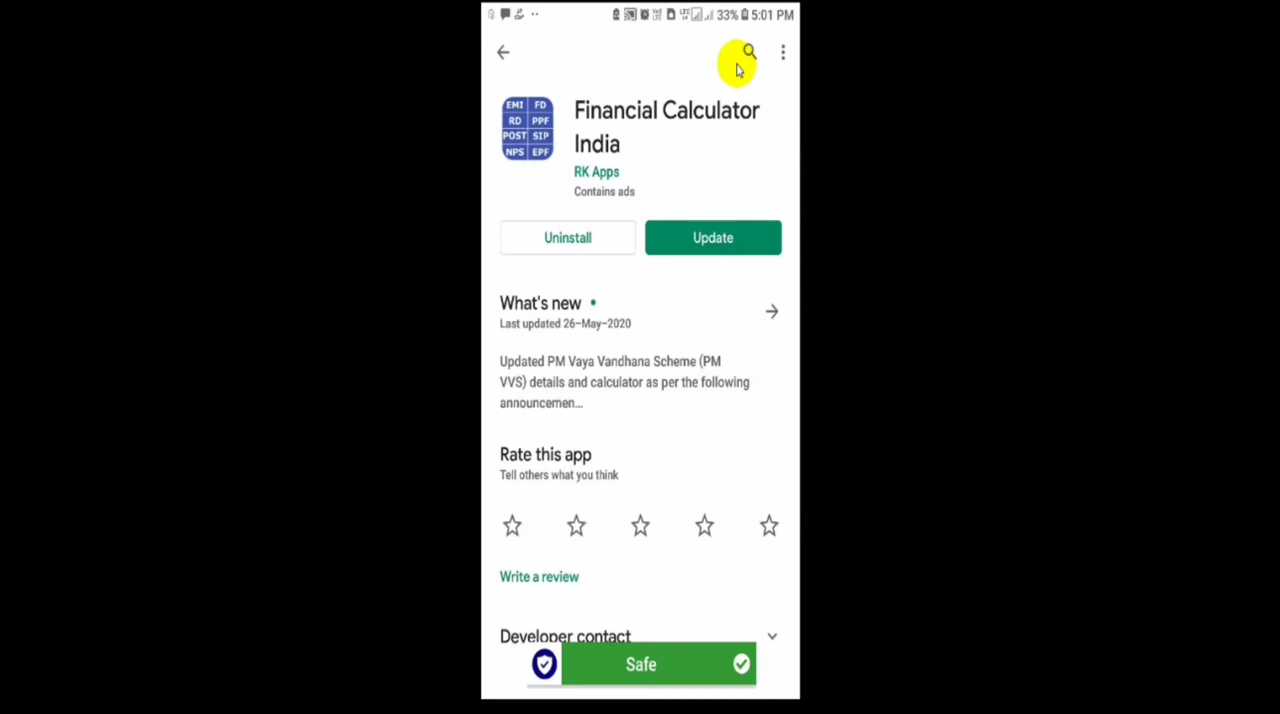 33% 5:01 PM
EMI FD
RD PPF
POST SIP
NPS EPF
Financial Calculator
India
RK Apps
Contains ads
Uninstall
Update
What's new
Last updated 26-May-2020
Updated PM Vaya Vandhana Scheme (PM
VVS) details and calculator as per the following
announcemen...
Rate this app
Tell others what you think
Write a review
Developer contact
Safe